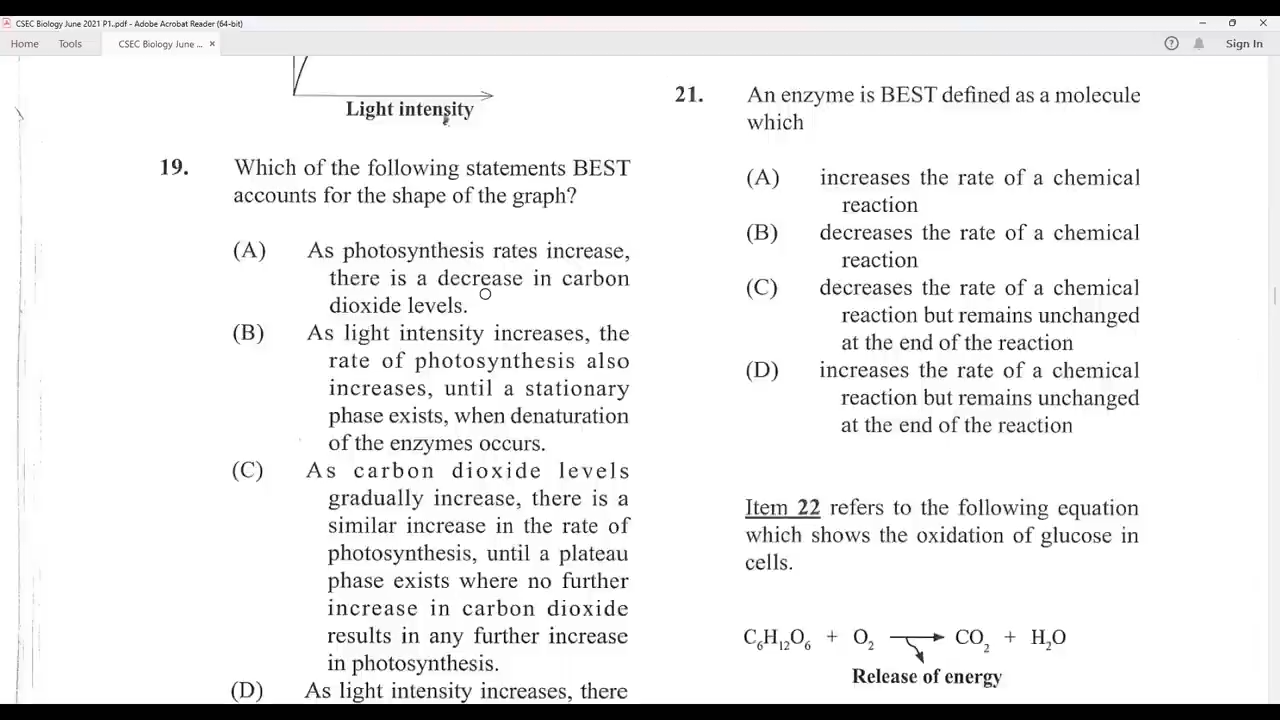 CSEC Biology June 2021 P1..pdf - Adobe Acrobat Reader (64-bit)
Home Tools CSEC Biology June ... × Sign In
Light intensity
19. Which of the following statements BEST
accounts for the shape of the graph?
(A) As photosynthesis rates increase,
there is a decrease in carbon
dioxide levels.
(B) As light intensity increases, the
rate of photosynthesis also
increases, until a stationary
phase exists, when denaturation
of the enzymes occurs.
(C) As carbon dioxide levels
gradually increase, there is a
similar increase in the rate of
photosynthesis, until a plateau
phase exists where no further
increase in carbon dioxide
results in any further increase
in photosynthesis.
(D) As light intensity increases, there
21. An enzyme is BEST defined as a molecule
which
(A) increases the rate of a chemical
reaction
(B) decreases the rate of a chemical
reaction
(C) decreases the rate of a chemical
reaction but remains unchanged
at the end of the reaction
(D) increases the rate of a chemical
reaction but remains unchanged
at the end of the reaction
Item 22 refers to the following equation
which shows the oxidation of glucose in
cells.
C₆H₁₂O₆ + O₂ → CO₂ + H₂O
Release of energy